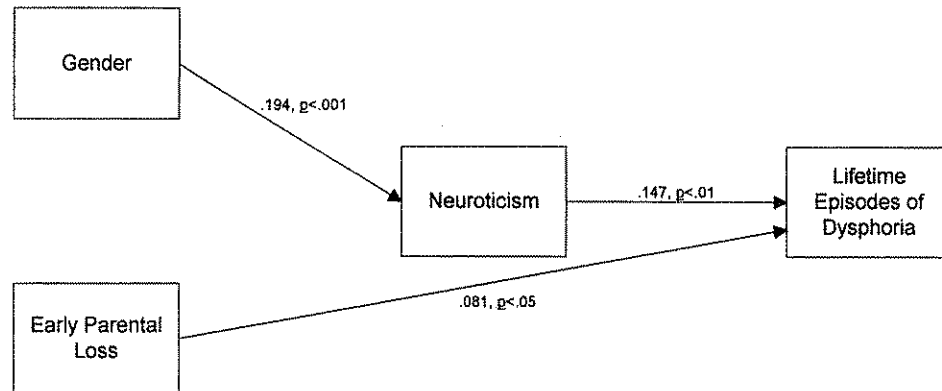 Gender
.194, p<.001
Neuroticism
.147, p<.01
Lifetime
Episodes of
Dysphoria
.081, p<.05
Early Parental
Loss